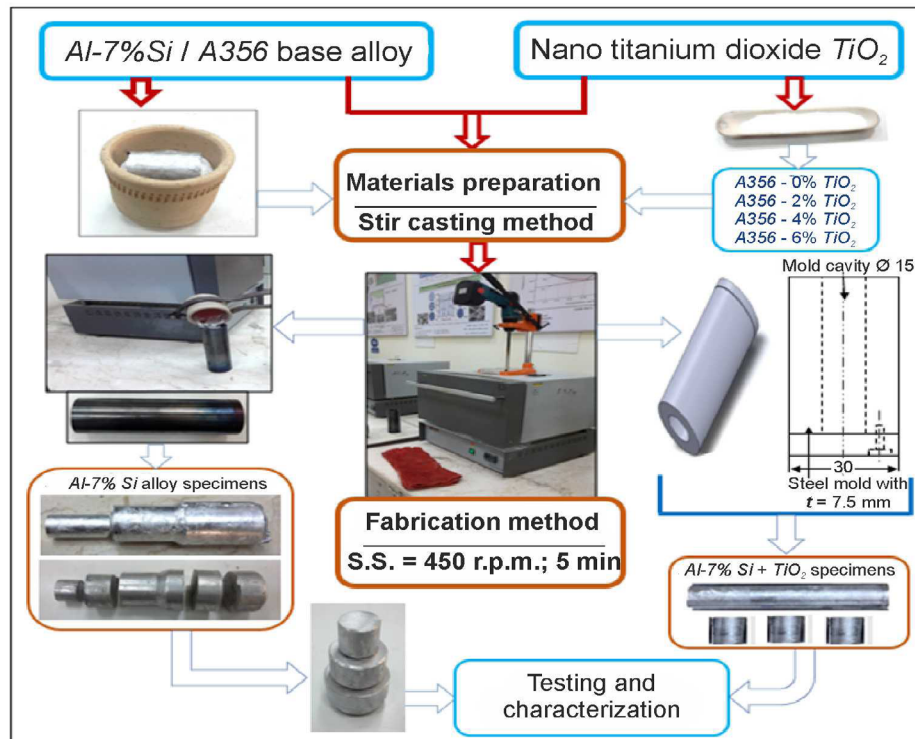 Al-7%Si / A356 base alloy
Nano titanium dioxide TiO₂
Materials preparation
Stir casting method
A356 - 0% TiO₂
A356 - 2% TiO₂
A356 - 4% TiO₂
A356 - 6% TiO₂
Mold cavity Ø 15
30
Steel mold with
t = 7.5 mm
Al-7% Si alloy specimens
Fabrication method
S.S. = 450 r.p.m.; 5 min
Al-7% Si + TiO₂ specimens
Testing and
characterization